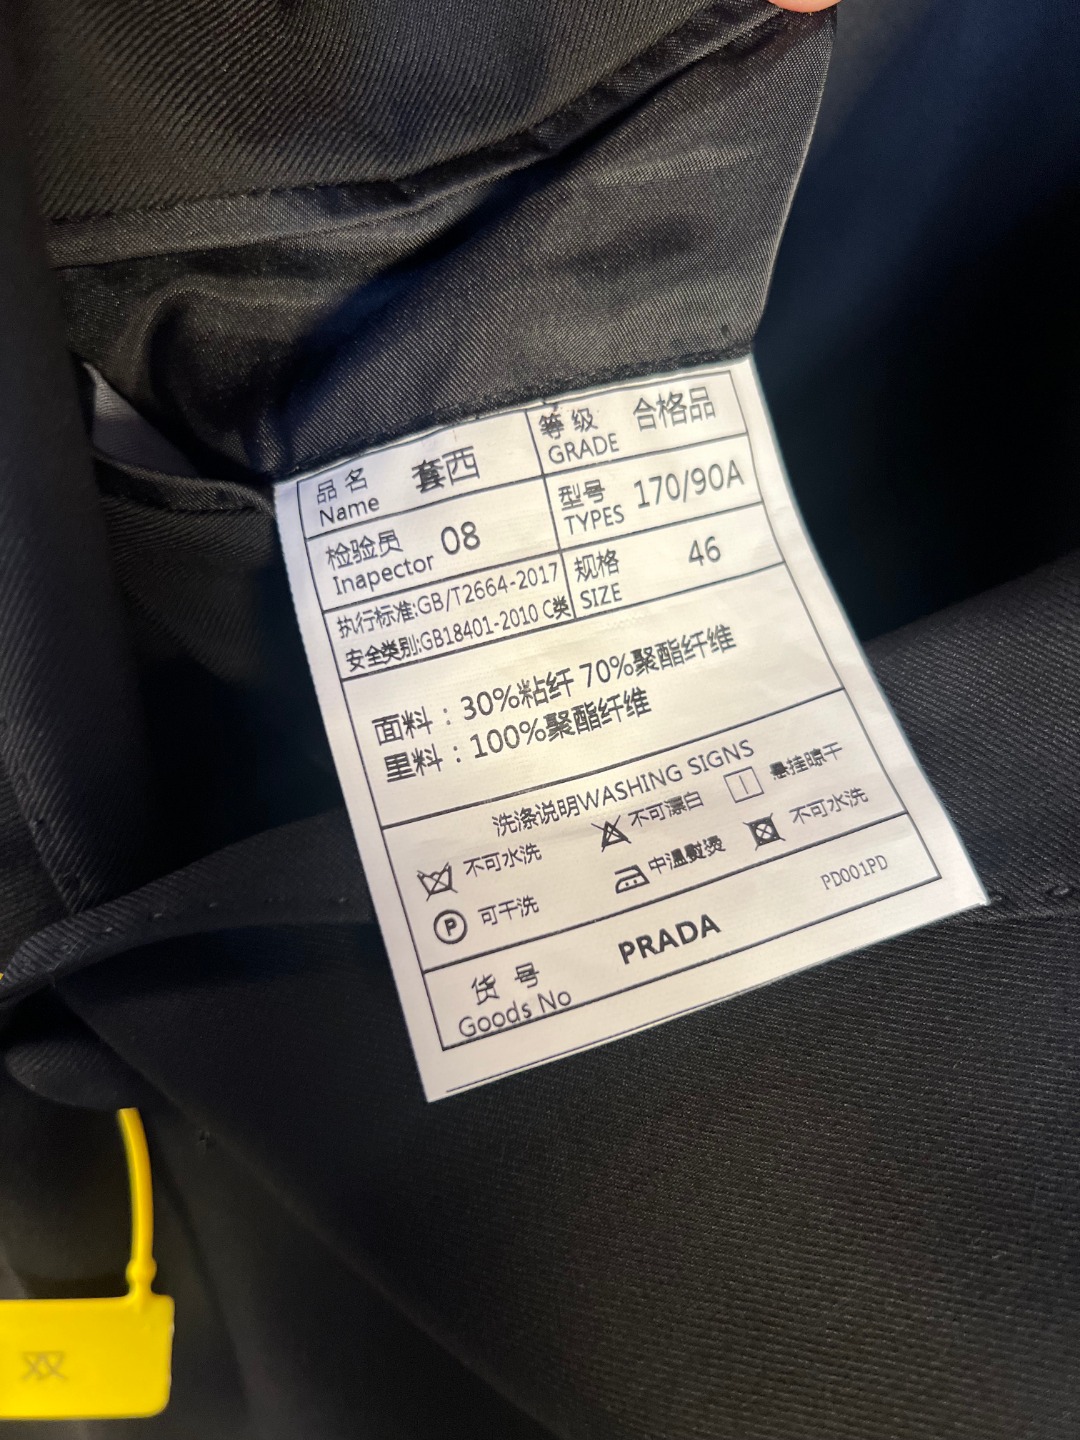 品 名 套西
Name
等 级 合格品
GRADE
检验员 08
Inapector
型号 170/90A
TYPES
执行标准:GB/T2664-2017
安全类别:GB18401-2010 C类
规格 46
SIZE
面料:30%粘纤 70%聚酯纤维
里料:100%聚酯纤维
洗涤说明WASHING SIGNS
不可水洗 不可漂白 悬挂晾干
P 可干洗 中温熨烫 不可水洗
货 号 PRADA PD001PD
Goods No